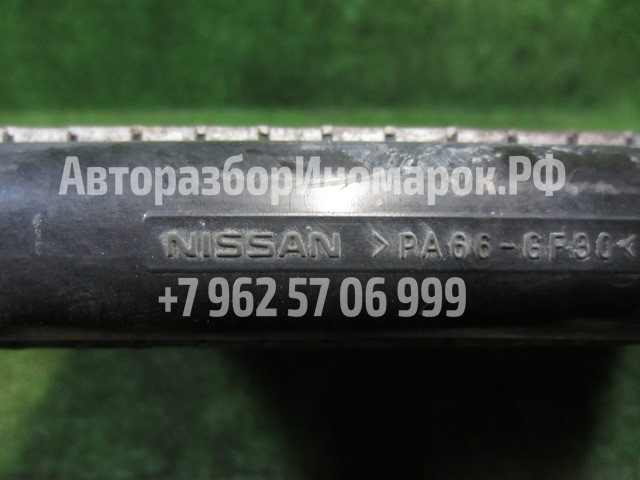 АвторазборИномарок.РФ
NISSAN >PA66-GF30<
+7 962 57 06 999